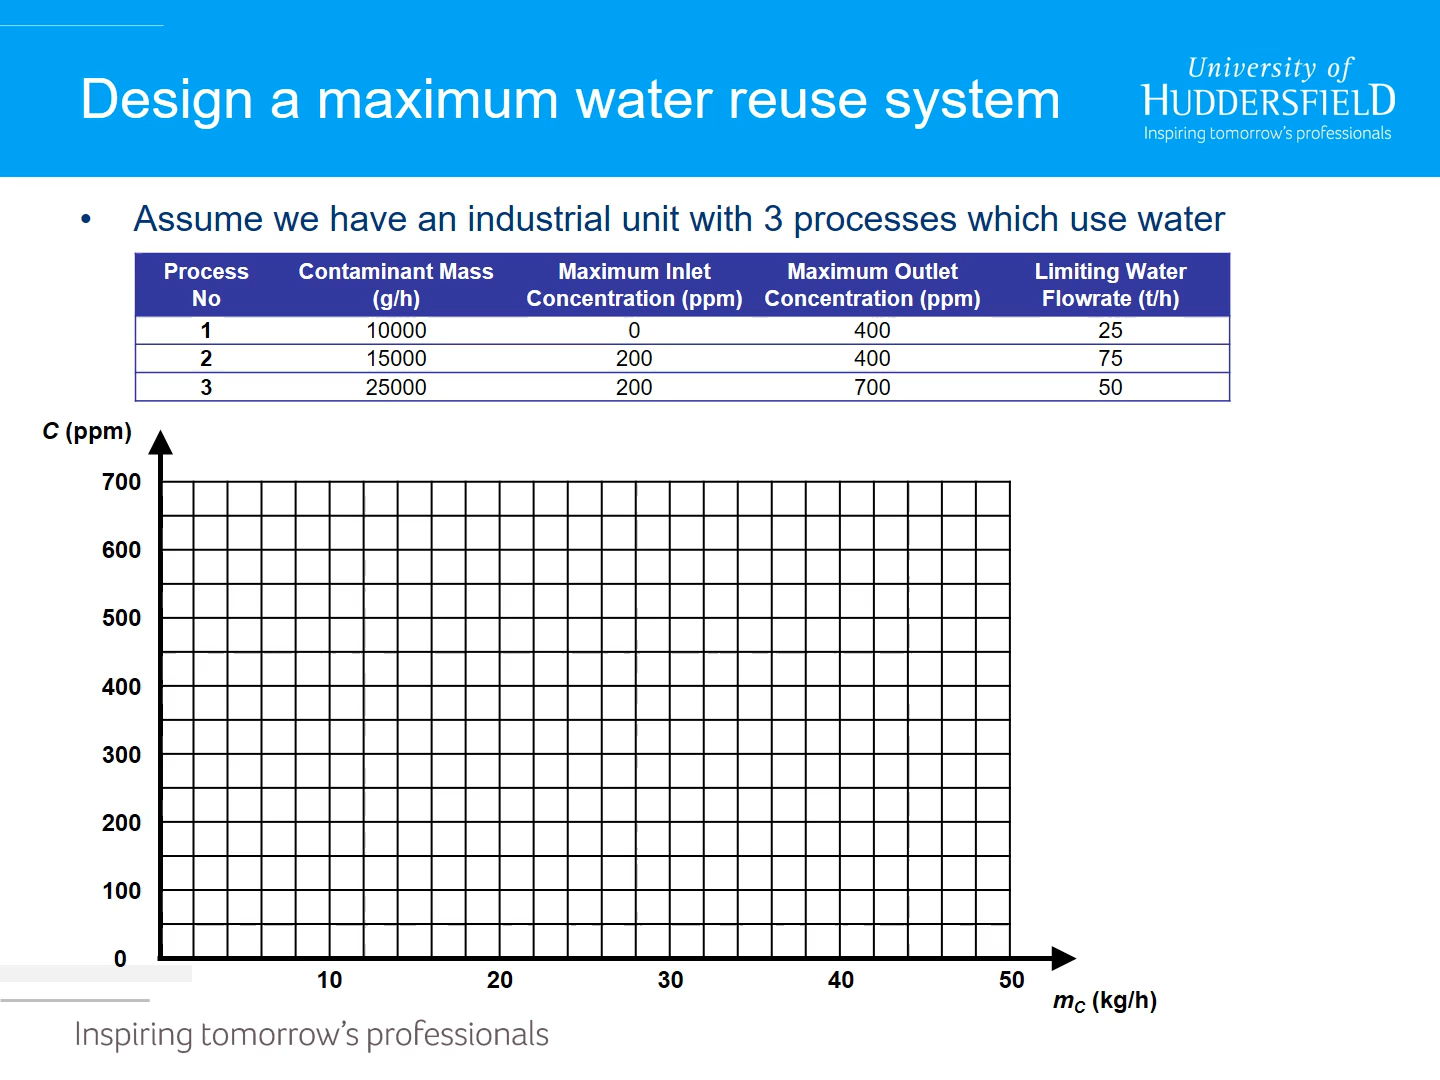 Design a maximum water reuse system
University of
HUDDERSFIELD
Inspiring tomorrow's professionals
• Assume we have an industrial unit with 3 processes which use water
Process No Contaminant Mass (g/h) Maximum Inlet Concentration (ppm) Maximum Outlet Concentration (ppm) Limiting Water Flowrate (t/h)
1 10000 0 400 25
2 15000 200 400 75
3 25000 200 700 50
C (ppm)
700
600
500
400
300
200
100
0
10 20 30 40 50
mC (kg/h)
Inspiring tomorrow's professionals